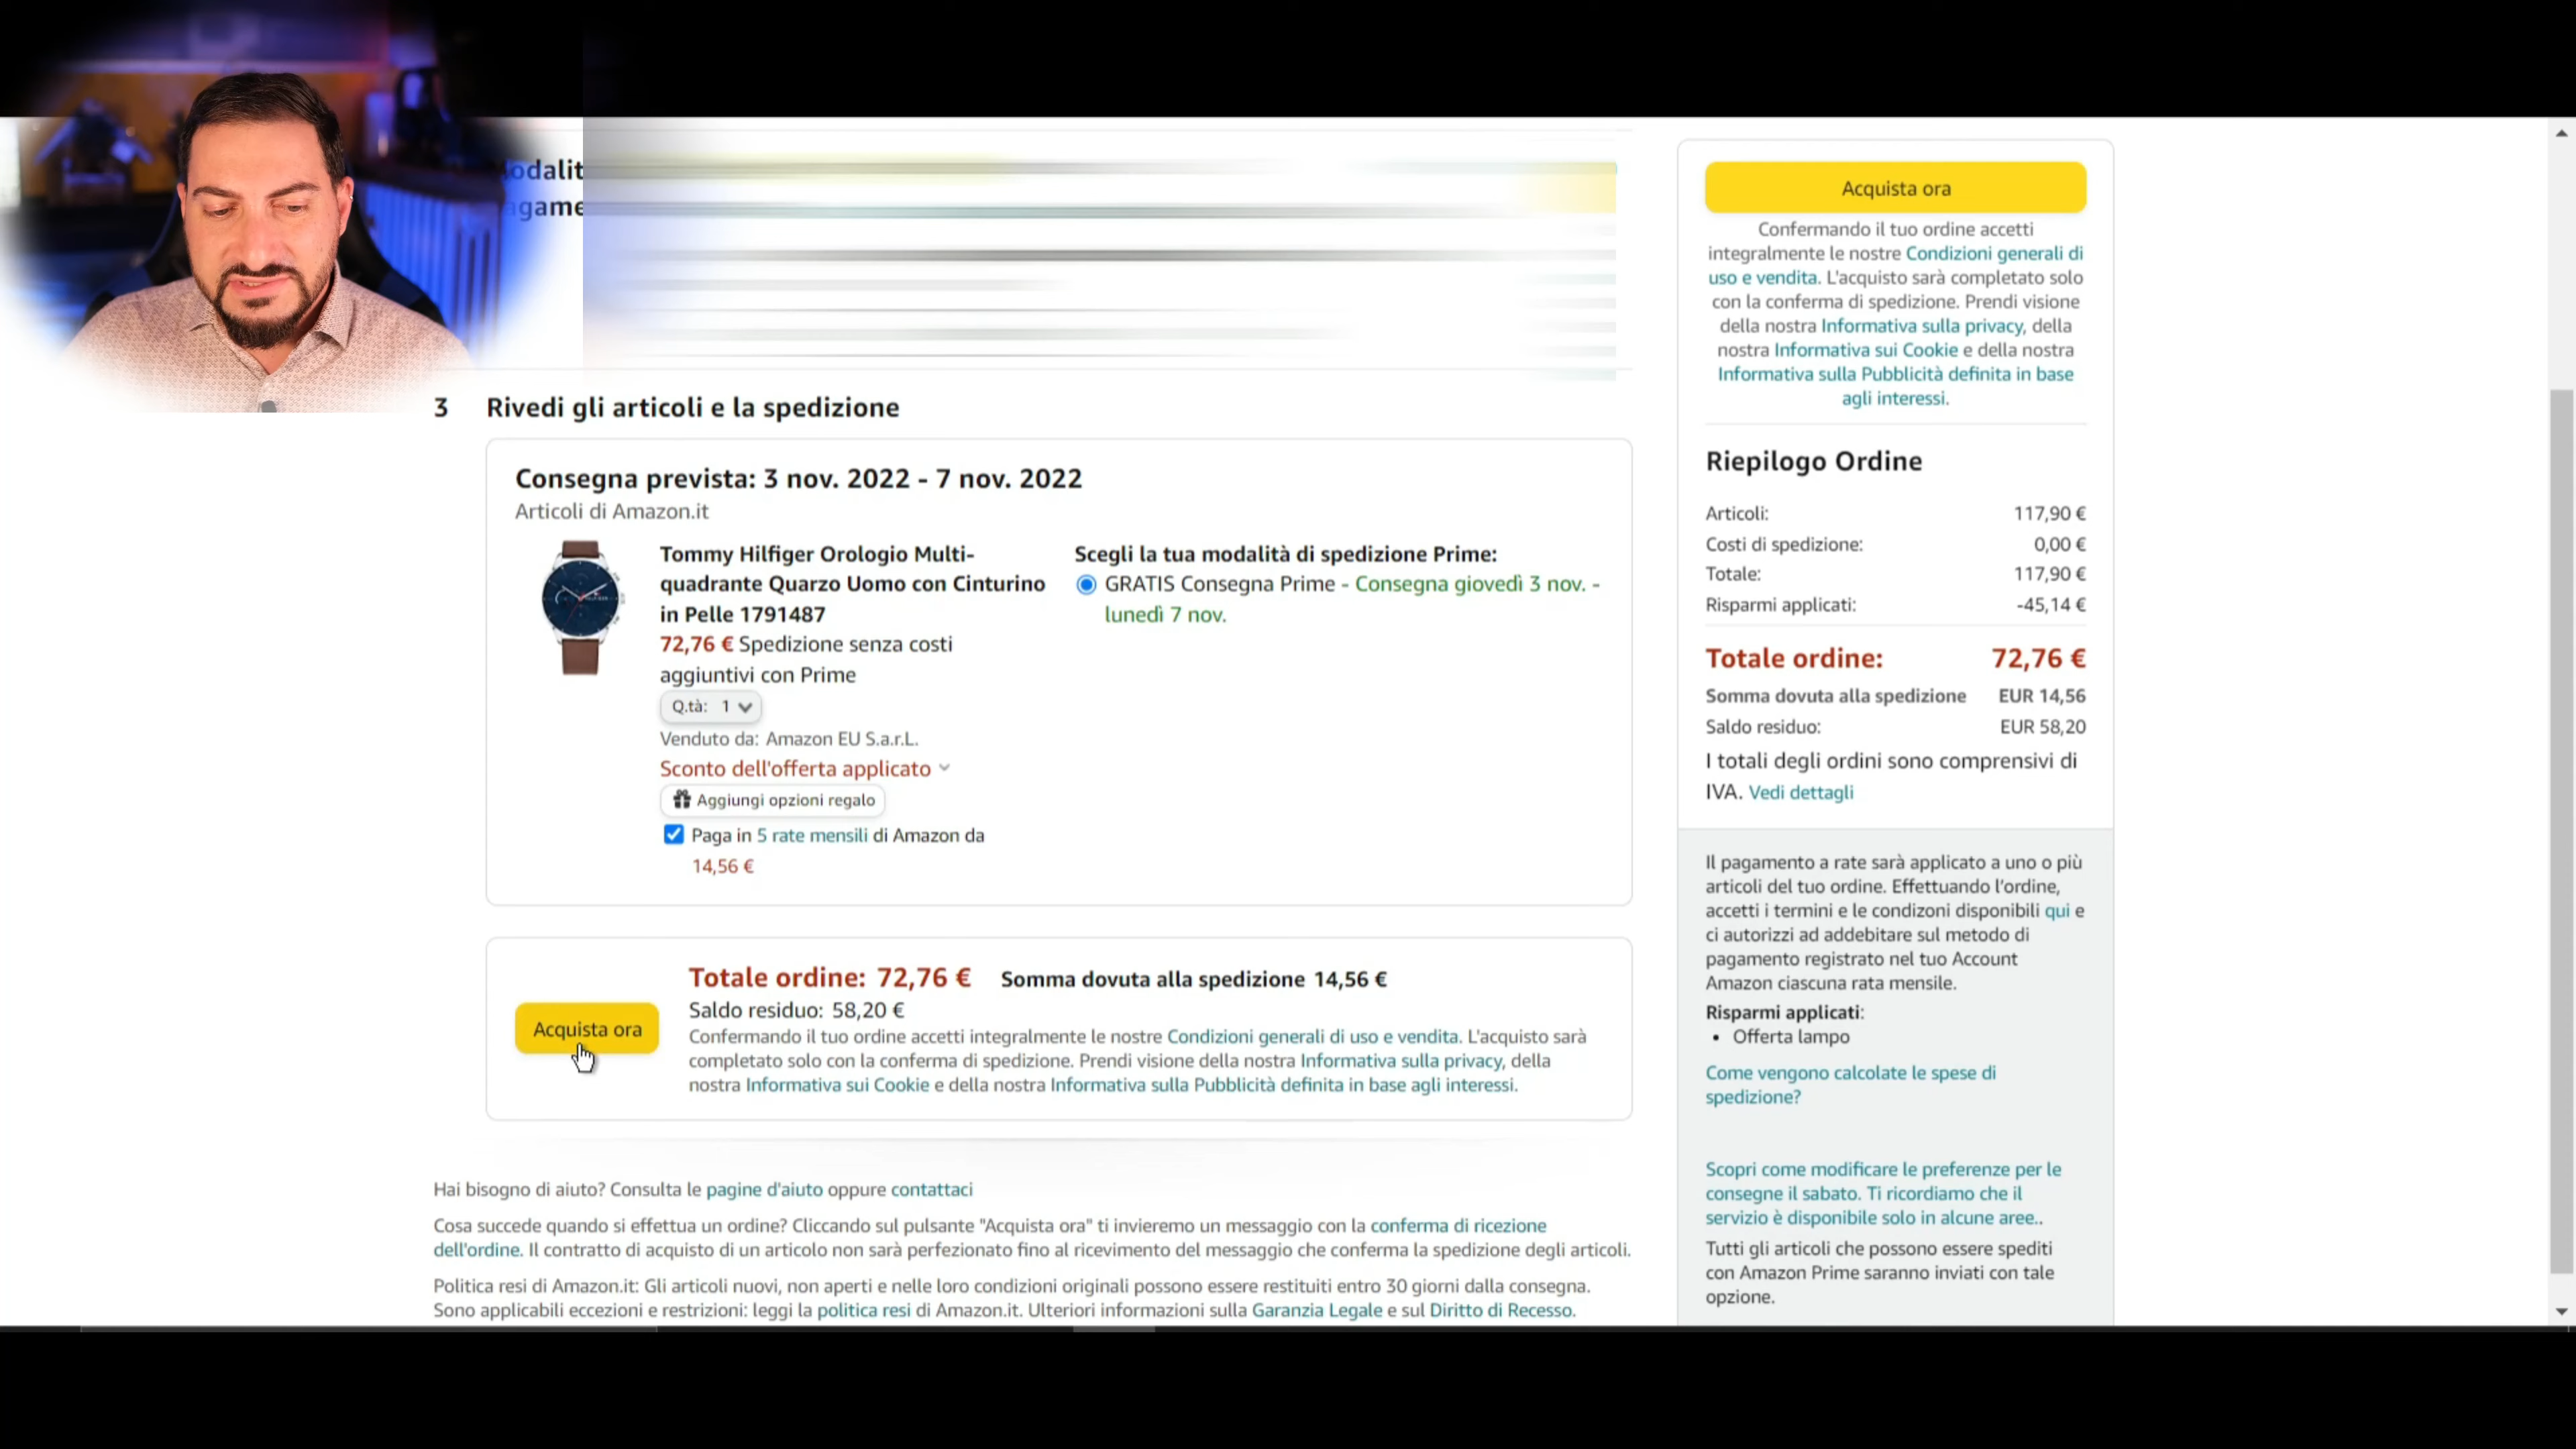 odalit
agame
3 Rivedi gli articoli e la spedizione
Consegna prevista: 3 nov. 2022 - 7 nov. 2022
Articoli di Amazon.it
Tommy Hilfiger Orologio Multi-
quadrante Quarzo Uomo con Cinturino
in Pelle 1791487
72,76 € Spedizione senza costi
aggiuntivi con Prime
Q.tà: 1
Venduto da: Amazon EU S.a.r.L.
Sconto dell'offerta applicato
Aggiungi opzioni regalo
Paga in 5 rate mensili di Amazon da
14,56 €
Scegli la tua modalità di spedizione Prime:
GRATIS Consegna Prime - Consegna giovedì 3 nov. -
lunedì 7 nov.
Acquista ora
Totale ordine: 72,76 € Somma dovuta alla spedizione 14,56 €
Saldo residuo: 58,20 €
Confermando il tuo ordine accetti integralmente le nostre Condizioni generali di uso e vendita. L'acquisto sarà
completato solo con la conferma di spedizione. Prendi visione della nostra Informativa sulla privacy, della
nostra Informativa sui Cookie e della nostra Informativa sulla Pubblicità definita in base agli interessi.
Hai bisogno di aiuto? Consulta le pagine d'aiuto oppure contattaci
Cosa succede quando si effettua un ordine? Cliccando sul pulsante "Acquista ora" ti invieremo un messaggio con la conferma di ricezione
dell'ordine. Il contratto di acquisto di un articolo non sarà perfezionato fino al ricevimento del messaggio che conferma la spedizione degli articoli.
Politica resi di Amazon.it: Gli articoli nuovi, non aperti e nelle loro condizioni originali possono essere restituiti entro 30 giorni dalla consegna.
Sono applicabili eccezioni e restrizioni: leggi la politica resi di Amazon.it. Ulteriori informazioni sulla Garanzia Legale e sul Diritto di Recesso.
Acquista ora
Confermando il tuo ordine accetti
integralmente le nostre Condizioni generali di
uso e vendita. L'acquisto sarà completato solo
con la conferma di spedizione. Prendi visione
della nostra Informativa sulla privacy, della
nostra Informativa sui Cookie e della nostra
Informativa sulla Pubblicità definita in base
agli interessi.
Riepilogo Ordine
Articoli: 117,90 €
Costi di spedizione: 0,00 €
Totale: 117,90 €
Risparmi applicati: -45,14 €
Totale ordine: 72,76 €
Somma dovuta alla spedizione EUR 14,56
Saldo residuo: EUR 58,20
I totali degli ordini sono comprensivi di
IVA. Vedi dettagli
Il pagamento a rate sarà applicato a uno o più
articoli del tuo ordine. Effettuando l'ordine,
accetti i termini e le condizoni disponibili qui e
ci autorizzi ad addebitare sul metodo di
pagamento registrato nel tuo Account
Amazon ciascuna rata mensile.
Risparmi applicati:
• Offerta lampo
Come vengono calcolate le spese di
spedizione?
Scopri come modificare le preferenze per le
consegne il sabato. Ti ricordiamo che il
servizio è disponibile solo in alcune aree..
Tutti gli articoli che possono essere spediti
con Amazon Prime saranno inviati con tale
opzione.